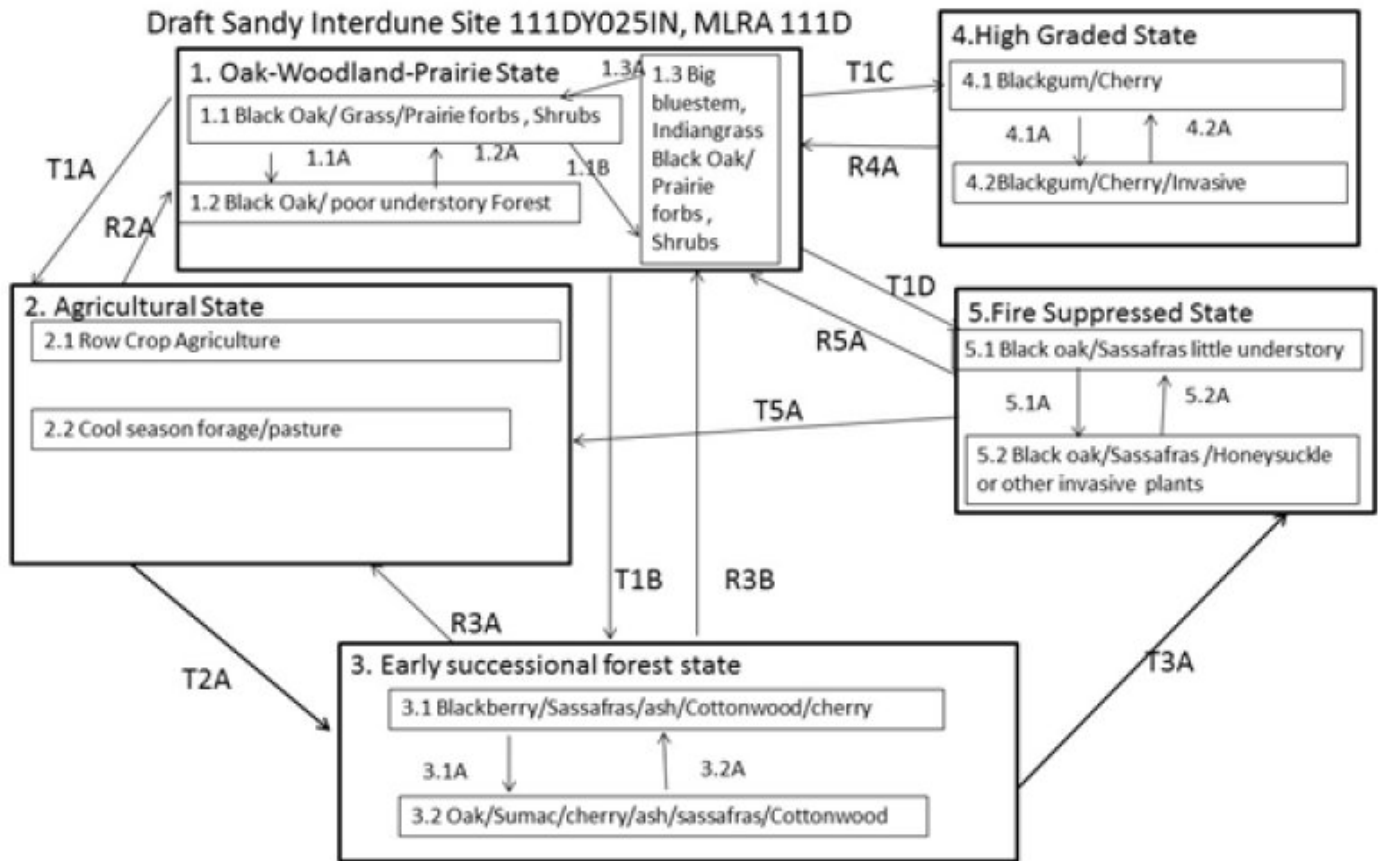 Draft Sandy Interdune Site 111DY025IN, MLRA 111D
1. Oak-Woodland-Prairie State
1.3A
1.1 Black Oak/ Grass/Prairie forbs , Shrubs
1.1A
1.2A
1.1B
1.2 Black Oak/ poor understory Forest
1.3 Big
bluestem,
Indiangrass
Black Oak/
Prairie
forbs ,
Shrubs
T1C
R4A
4.High Graded State
4.1 Blackgum/Cherry
4.1A
4.2A
4.2Blackgum/Cherry/Invasive
T1A
R2A
T1D
R5A
2. Agricultural State
2.1 Row Crop Agriculture
2.2 Cool season forage/pasture
T5A
5.Fire Suppressed State
5.1 Black oak/Sassafras little understory
5.1A
5.2A
5.2 Black oak/Sassafras /Honeysuckle
or other invasive plants
T1B
R3B
R3A
T2A
T3A
3. Early successional forest state
3.1 Blackberry/Sassafras/ash/Cottonwood/cherry
3.1A
3.2A
3.2 Oak/Sumac/cherry/ash/sassafras/Cottonwood